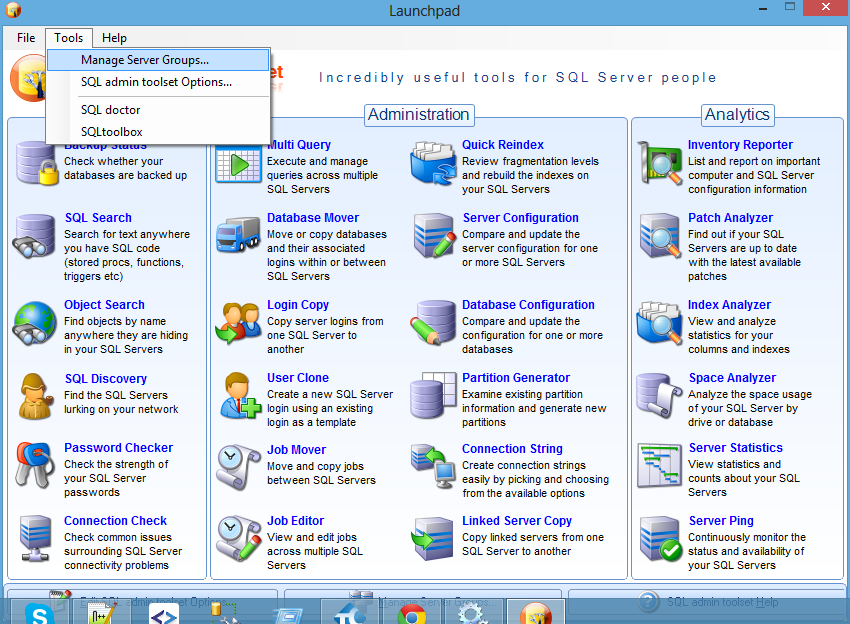 Launchpad
File Tools Help
Manage Server Groups...
SQL admin toolset Options...
SQL doctor
SQLtoolbox
Incredibly useful tools for SQL Server people
Administration
Analytics
Backup Status
Check whether your
databases are backed up
SQL Search
Search for text anywhere
you have SQL code
(stored procs, functions,
triggers etc)
Object Search
Find objects by name
anywhere they are hiding
in your SQL Servers
SQL Discovery
Find the SQL Servers
lurking on your network
Password Checker
Check the strength of
your SQL Server
passwords
Connection Check
Check common issues
surrounding SQL Server
connectivity problems
Multi Query
Execute and manage
queries across multiple
SQL Servers
Database Mover
Move or copy databases
and their associated
logins within or between
SQL Servers
Login Copy
Copy server logins from
one SQL Server to
another
User Clone
Create a new SQL Server
login using an existing
login as a template
Job Mover
Move and copy jobs
between SQL Servers
Job Editor
View and edit jobs
across multiple SQL
Servers
Quick Reindex
Review fragmentation levels
and rebuild the indexes on
your SQL Servers
Server Configuration
Compare and update the
server configuration for one
or more SQL Servers
Database Configuration
Compare and update the
configuration for one or more
databases
Partition Generator
Examine existing partition
information and generate new
partitions
Connection String
Create connection strings
easily by picking and choosing
from the available options
Linked Server Copy
Copy linked servers from one
SQL Server to another
Inventory Reporter
List and report on important
computer and SQL Server
configuration information
Patch Analyzer
Find out if your SQL
Servers are up to date
with the latest available
patches
Index Analyzer
View and analyze
statistics for your
columns and indexes
Space Analyzer
Analyze the space usage
of your SQL Server by
drive or database
Server Statistics
View statistics and
counts about your SQL
Servers
Server Ping
Continuously monitor the
status and availability of
your SQL Servers
Edit SQL admin toolset Options...
Manage Server Groups...
SQL admin toolset Help